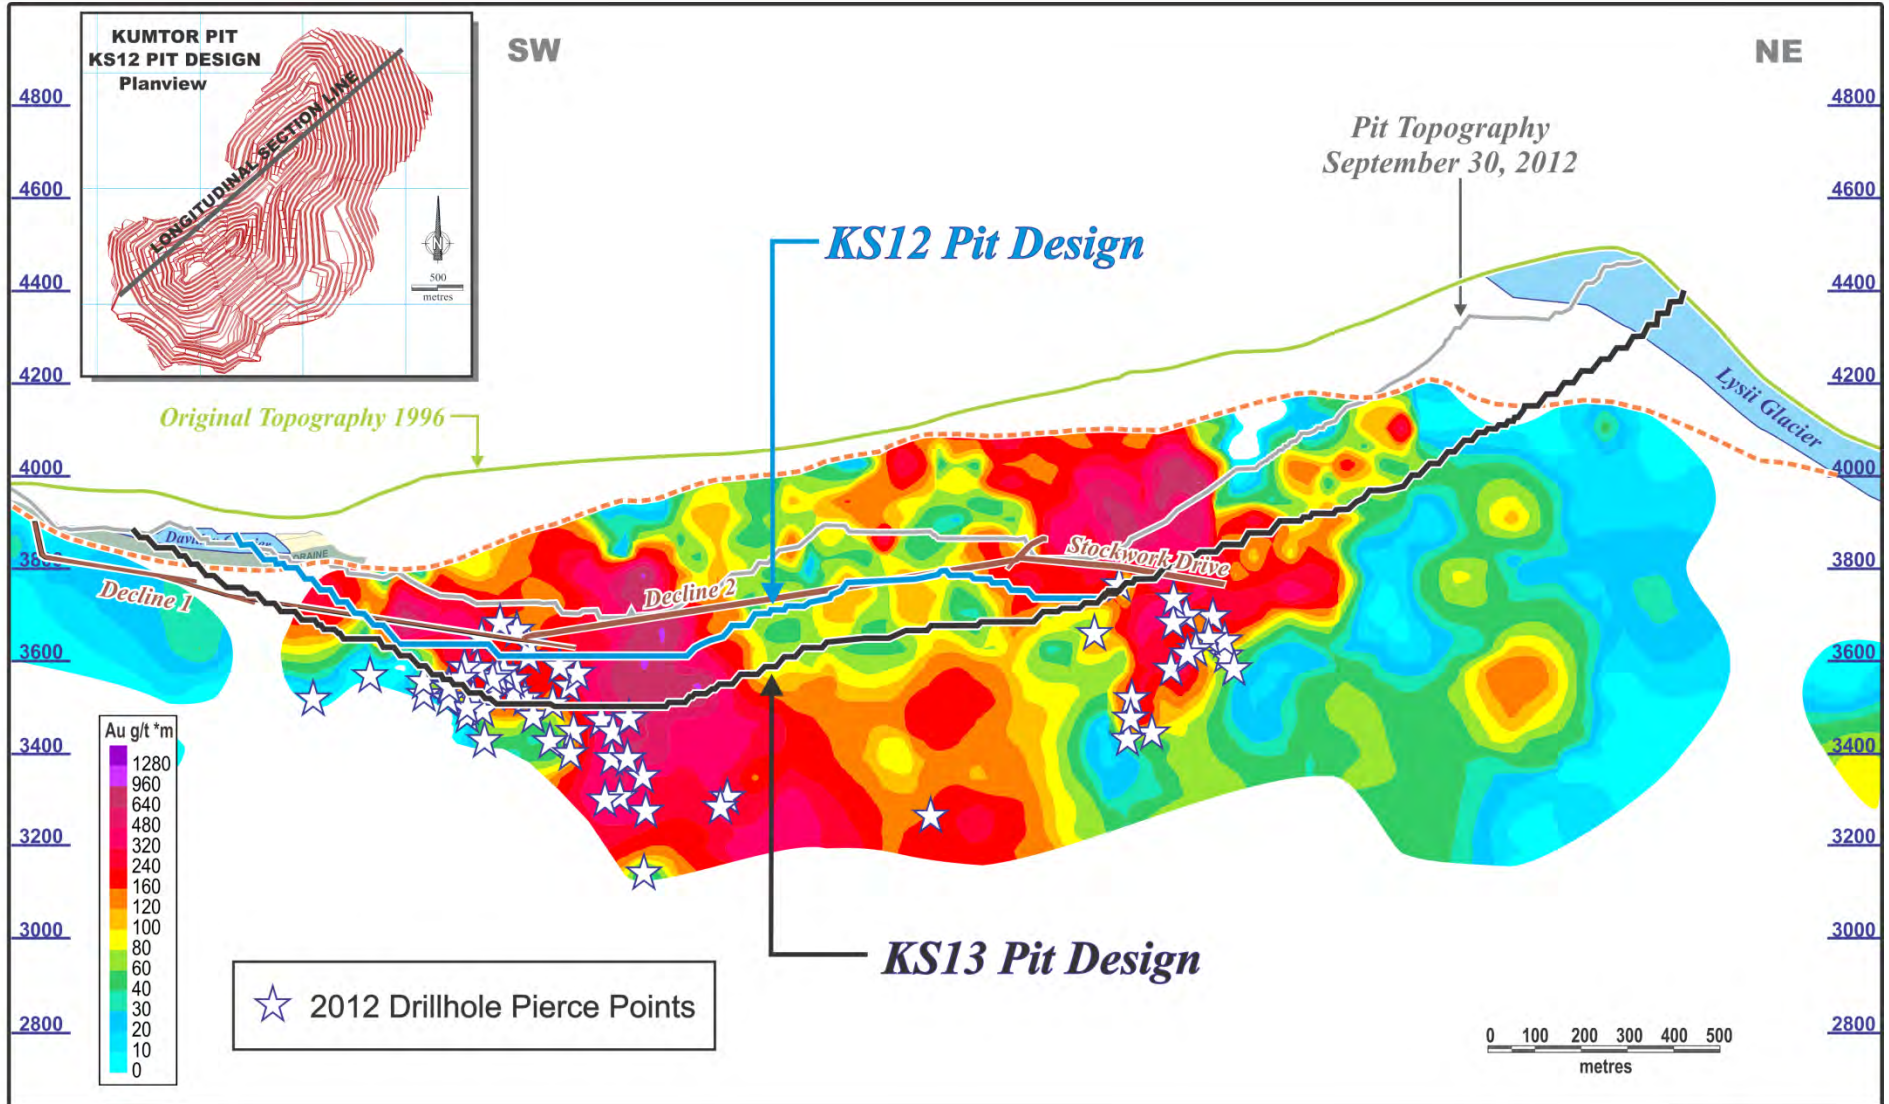 KUMTOR PIT
KS12 PIT DESIGN
Planview
LONGITUDINAL SECTION LINE
N
500
metres
SW
NE
4800
4600
4400
4200
4000
3800
3600
3400
3200
3000
2800
4800
4600
4400
4200
4000
3800
3600
3400
3200
3000
2800
Pit Topography
September 30, 2012
KS12 Pit Design
Original Topography 1996
Lysii Glacier
Decline 1
Decline 2
Stockwork Drive
KS13 Pit Design
Au g/t *m
1280
960
640
480
320
240
160
120
100
80
60
40
30
20
10
0
2012 Drillhole Pierce Points
0 100 200 300 400 500
metres